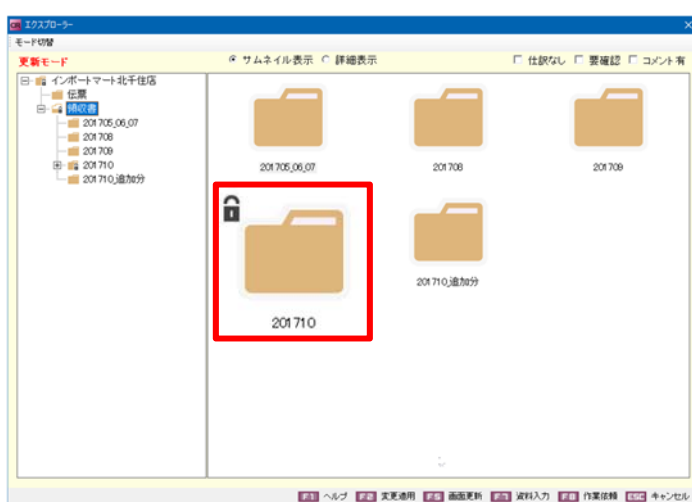 エクスプローラー
モード切替
更新モード
サムネイル表示 詳細表示
仕訳なし 要確認 コメント有
インポートマート北千住店
伝票
領収書
201705_06_07
201708
201709
201710
201710_追加分
201705_06_07 201708 201709
201710 201710_追加分
F1 ヘルプ F2 変更適用 F5 画面更新 F7 資料入力 F8 作業依頼 ESC キャンセル